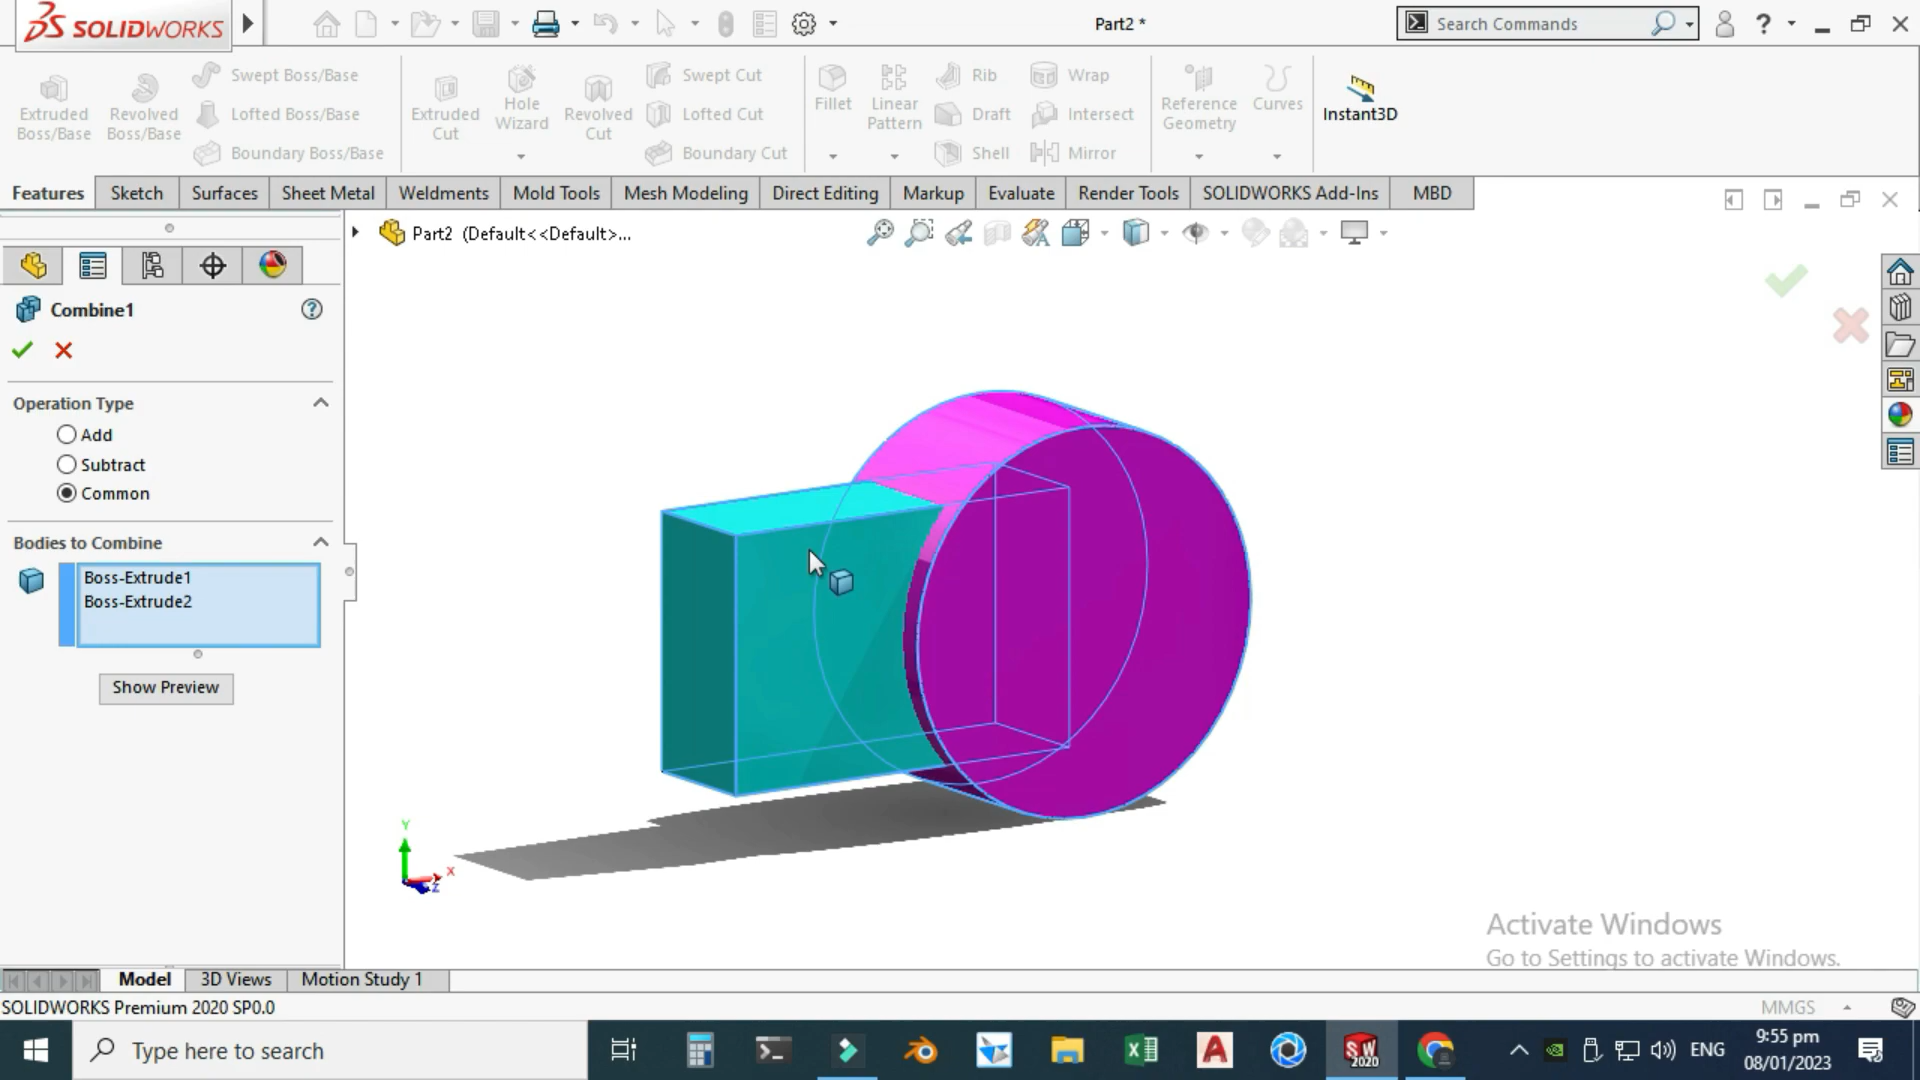 SOLIDWORKS
Part2 *
Search Commands
Extruded Boss/Base
Revolved Boss/Base
Swept Boss/Base
Lofted Boss/Base
Boundary Boss/Base
Extruded Cut
Hole Wizard
Revolved Cut
Swept Cut
Lofted Cut
Boundary Cut
Fillet
Linear Pattern
Rib
Draft
Shell
Wrap
Intersect
Mirror
Reference Geometry
Curves
Instant3D
Features
Sketch
Surfaces
Sheet Metal
Weldments
Mold Tools
Mesh Modeling
Direct Editing
Markup
Evaluate
Render Tools
SOLIDWORKS Add-Ins
MBD
Part2 (Default<<Default>...
Combine1
Operation Type
Add
Subtract
Common
Bodies to Combine
Boss-Extrude1
Boss-Extrude2
Show Preview
Y
X
Z
Activate Windows
Go to Settings to activate Windows.
Model
3D Views
Motion Study 1
SOLIDWORKS Premium 2020 SP0.0
MMGS
Type here to search
SW
2020
ENG
9:55 pm
08/01/2023